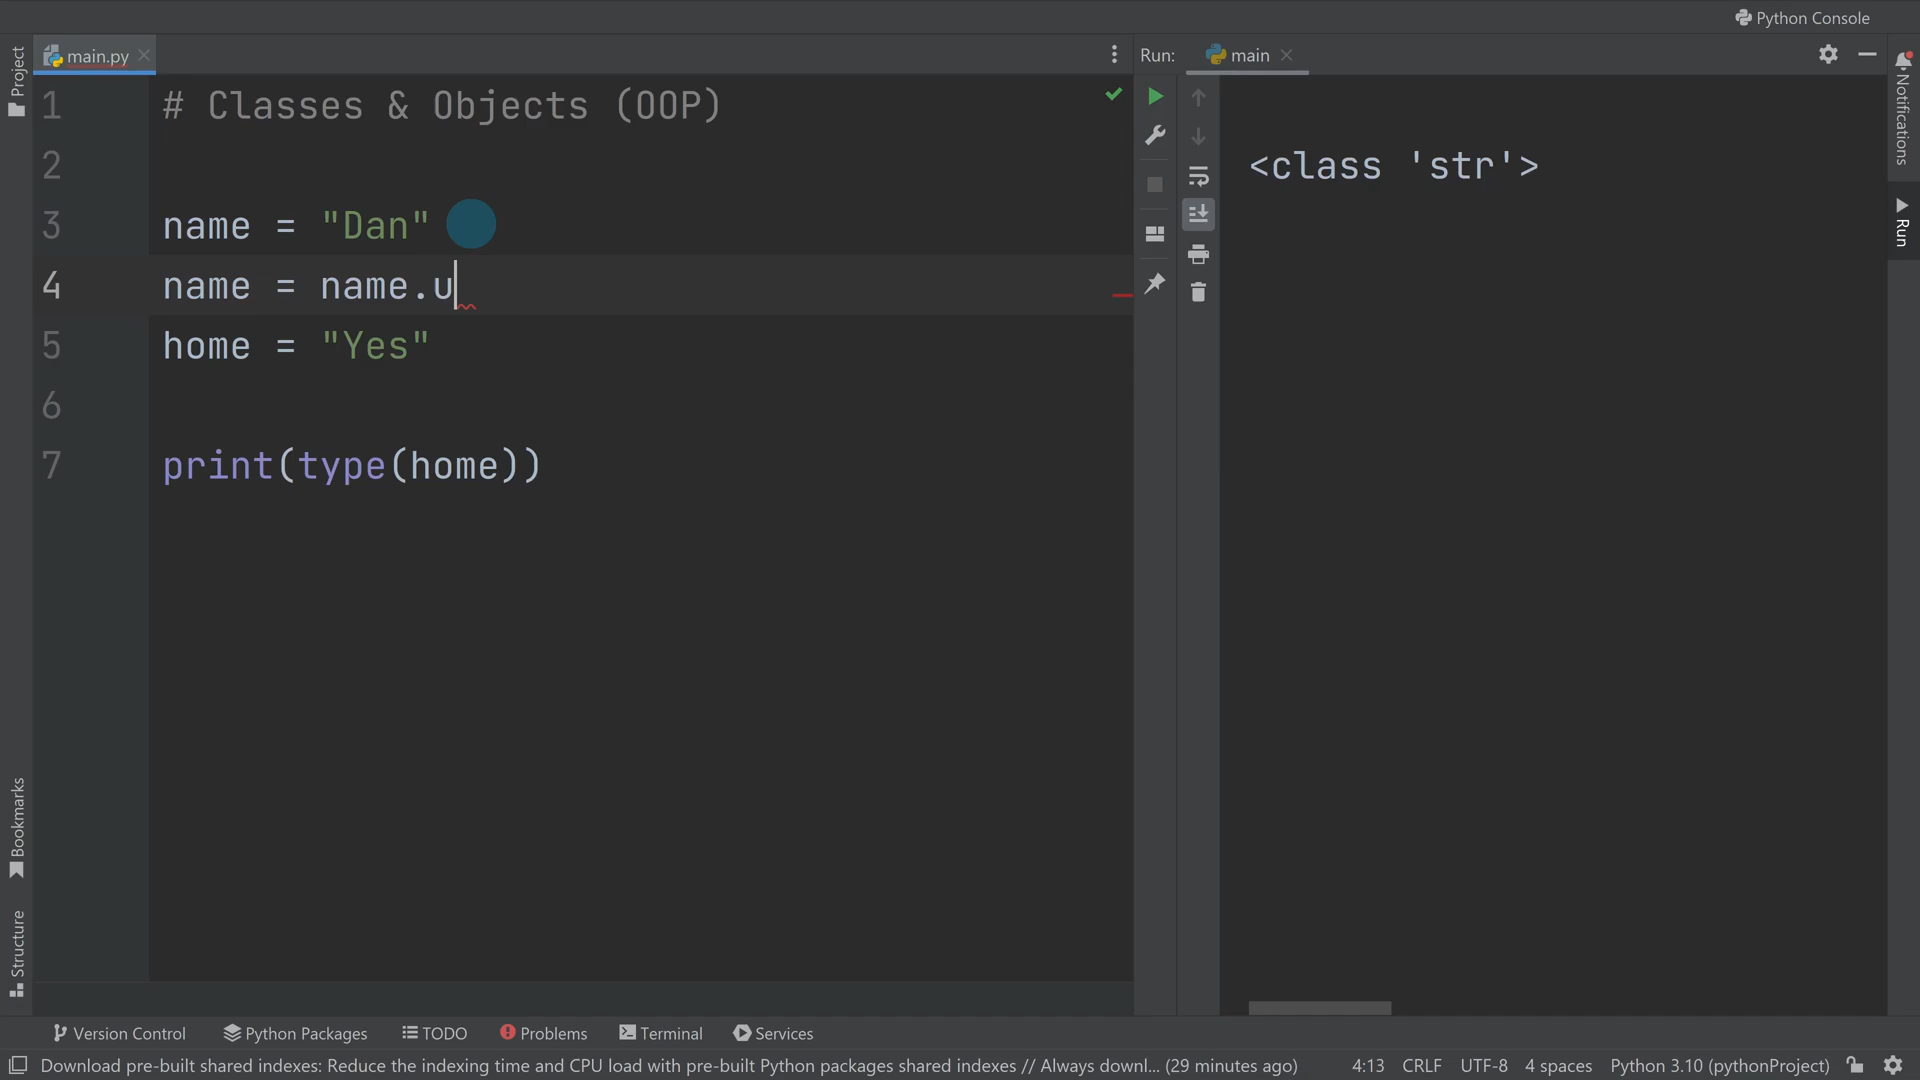 Python Console
Project
main.py
Run:
main
Notifications
Run
1 # Classes & Objects (OOP)
2
3 name = "Dan"
4 name = name.u
5 home = "Yes"
6
7 print(type(home))
<class 'str'>
Bookmarks
Structure
Version Control
Python Packages
TODO
Problems
Terminal
Services
Download pre-built shared indexes: Reduce the indexing time and CPU load with pre-built Python packages shared indexes // Always downl... (29 minutes ago)
4:13
CRLF
UTF-8
4 spaces
Python 3.10 (pythonProject)